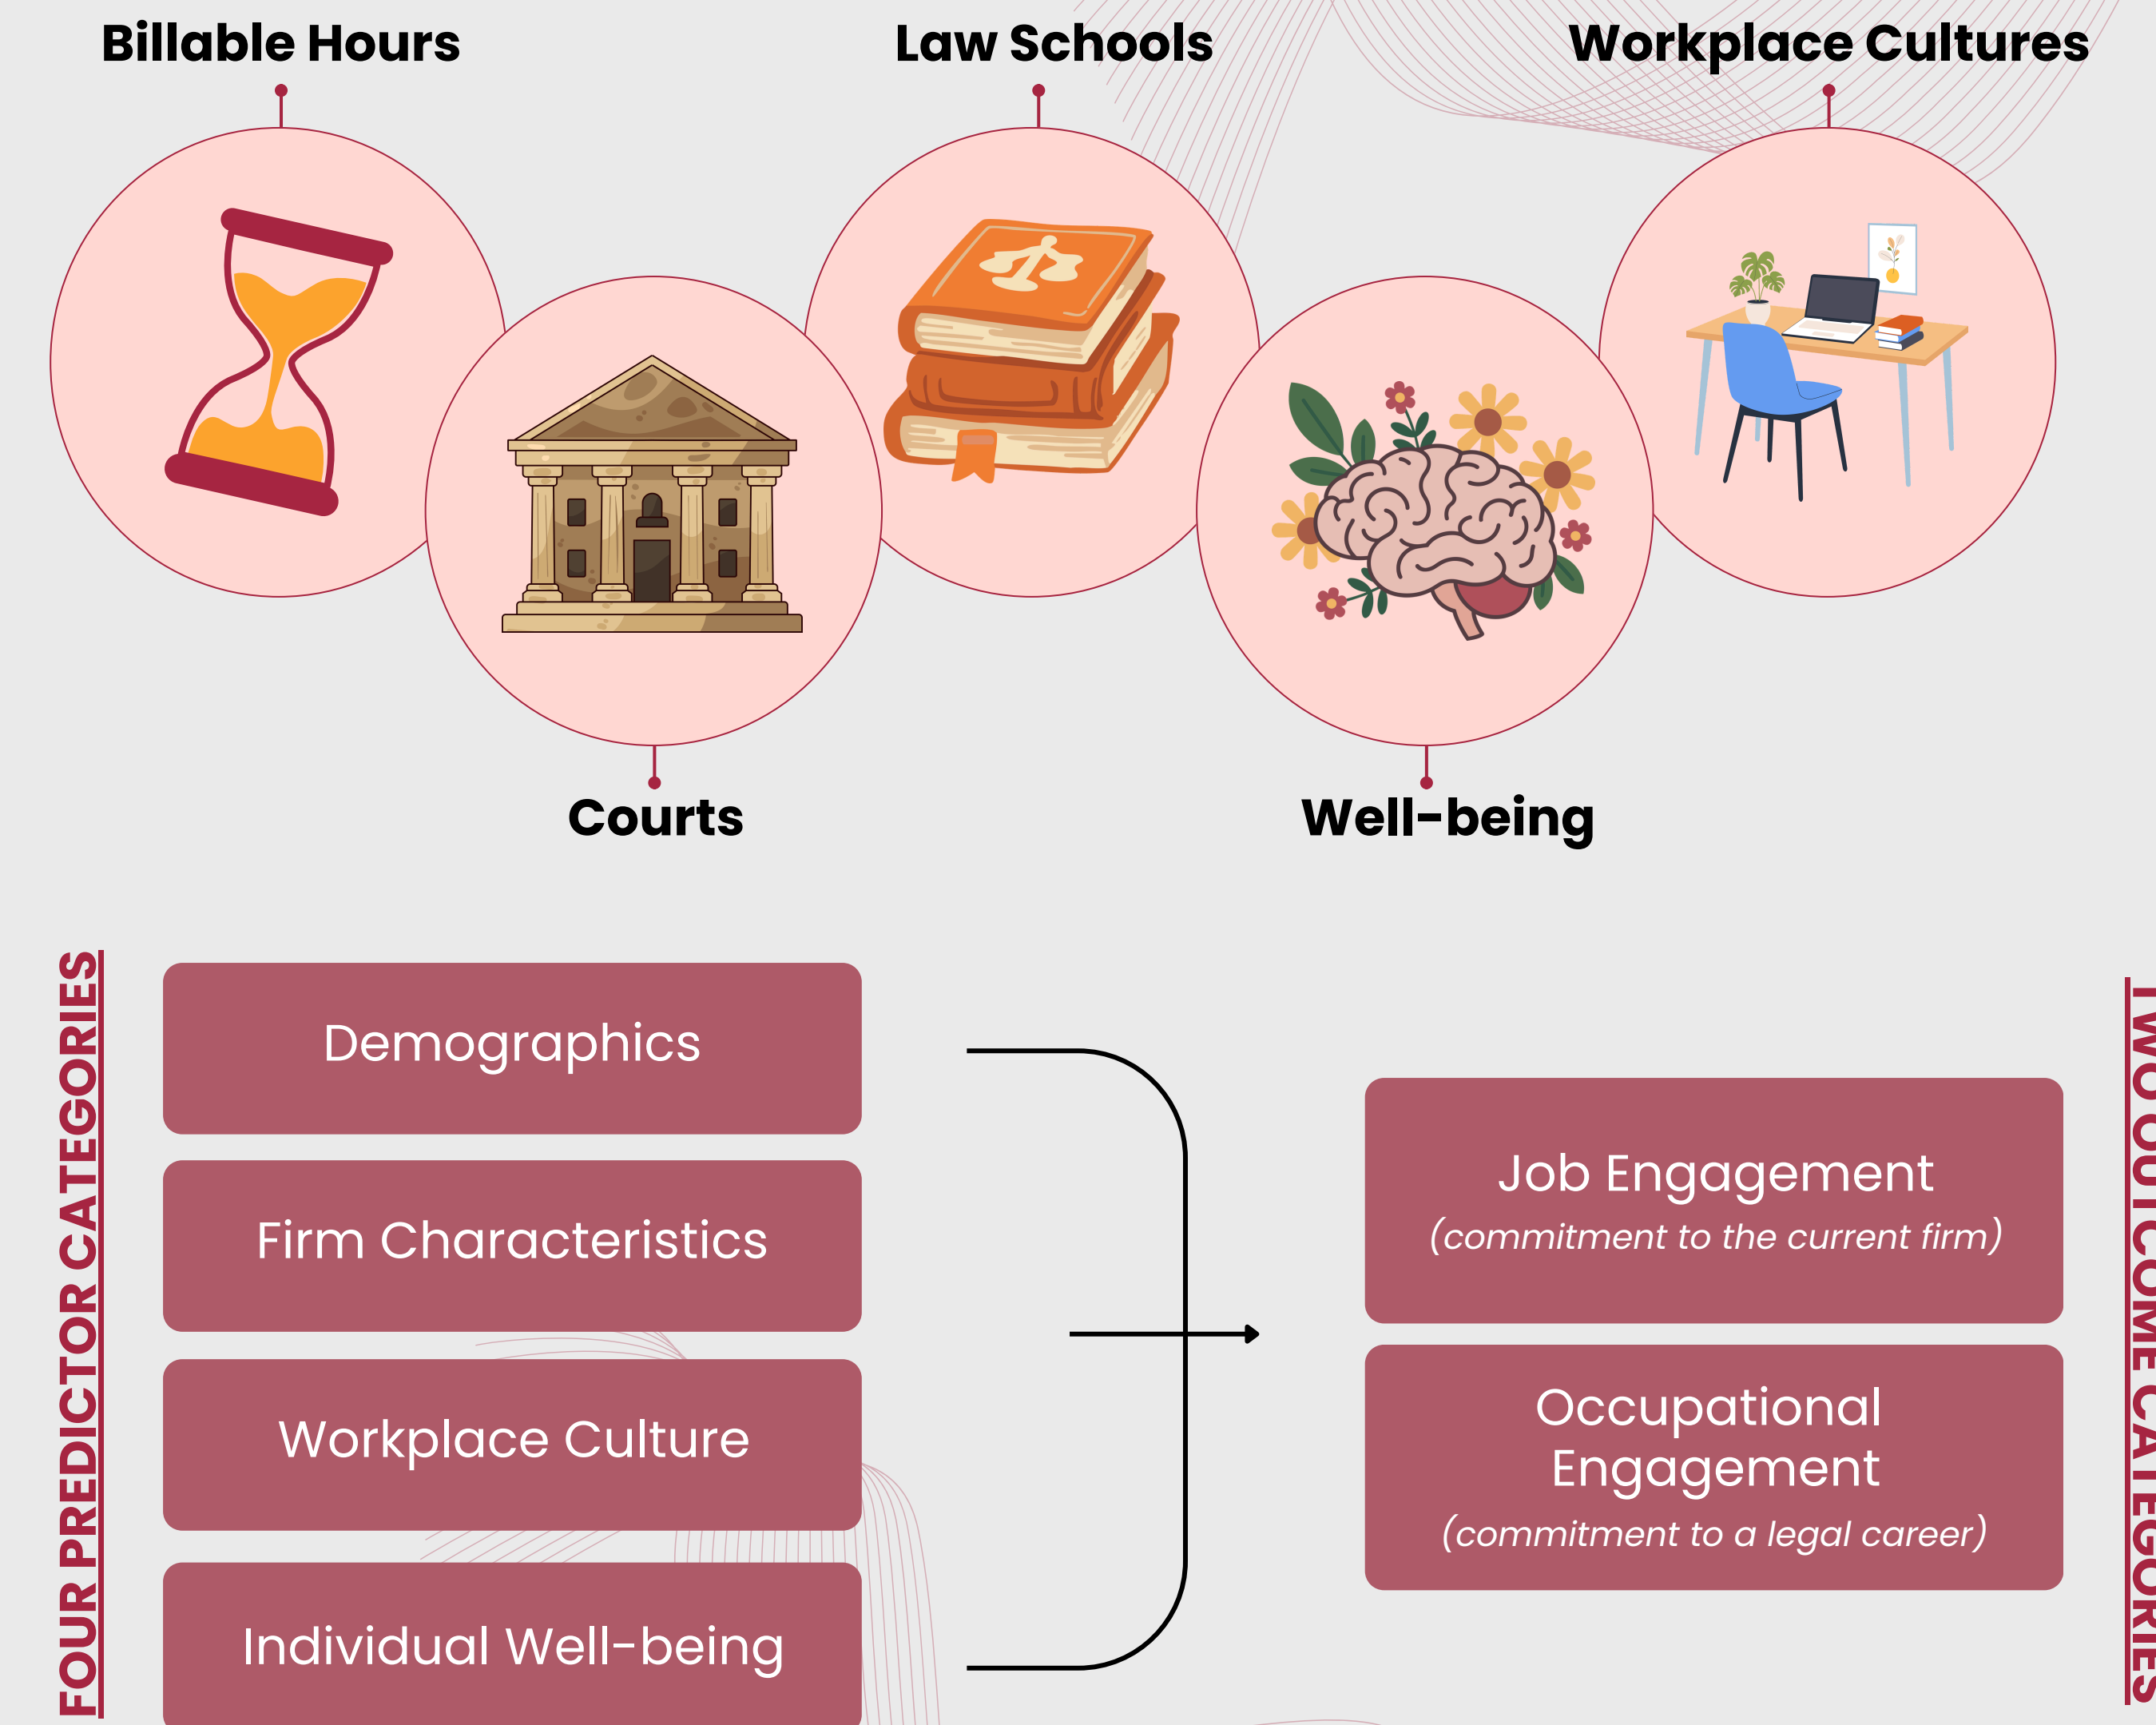 Billable Hours
Law Schools
Workplace Cultures
Courts
Well-being
FOUR PREDICTOR CATEGORIES
Demographics
Firm Characteristics
Workplace Culture
Individual Well-being
Job Engagement
(commitment to the current firm)
Occupational
Engagement
(commitment to a legal career)
TWO OUTCOME CATEGORIES